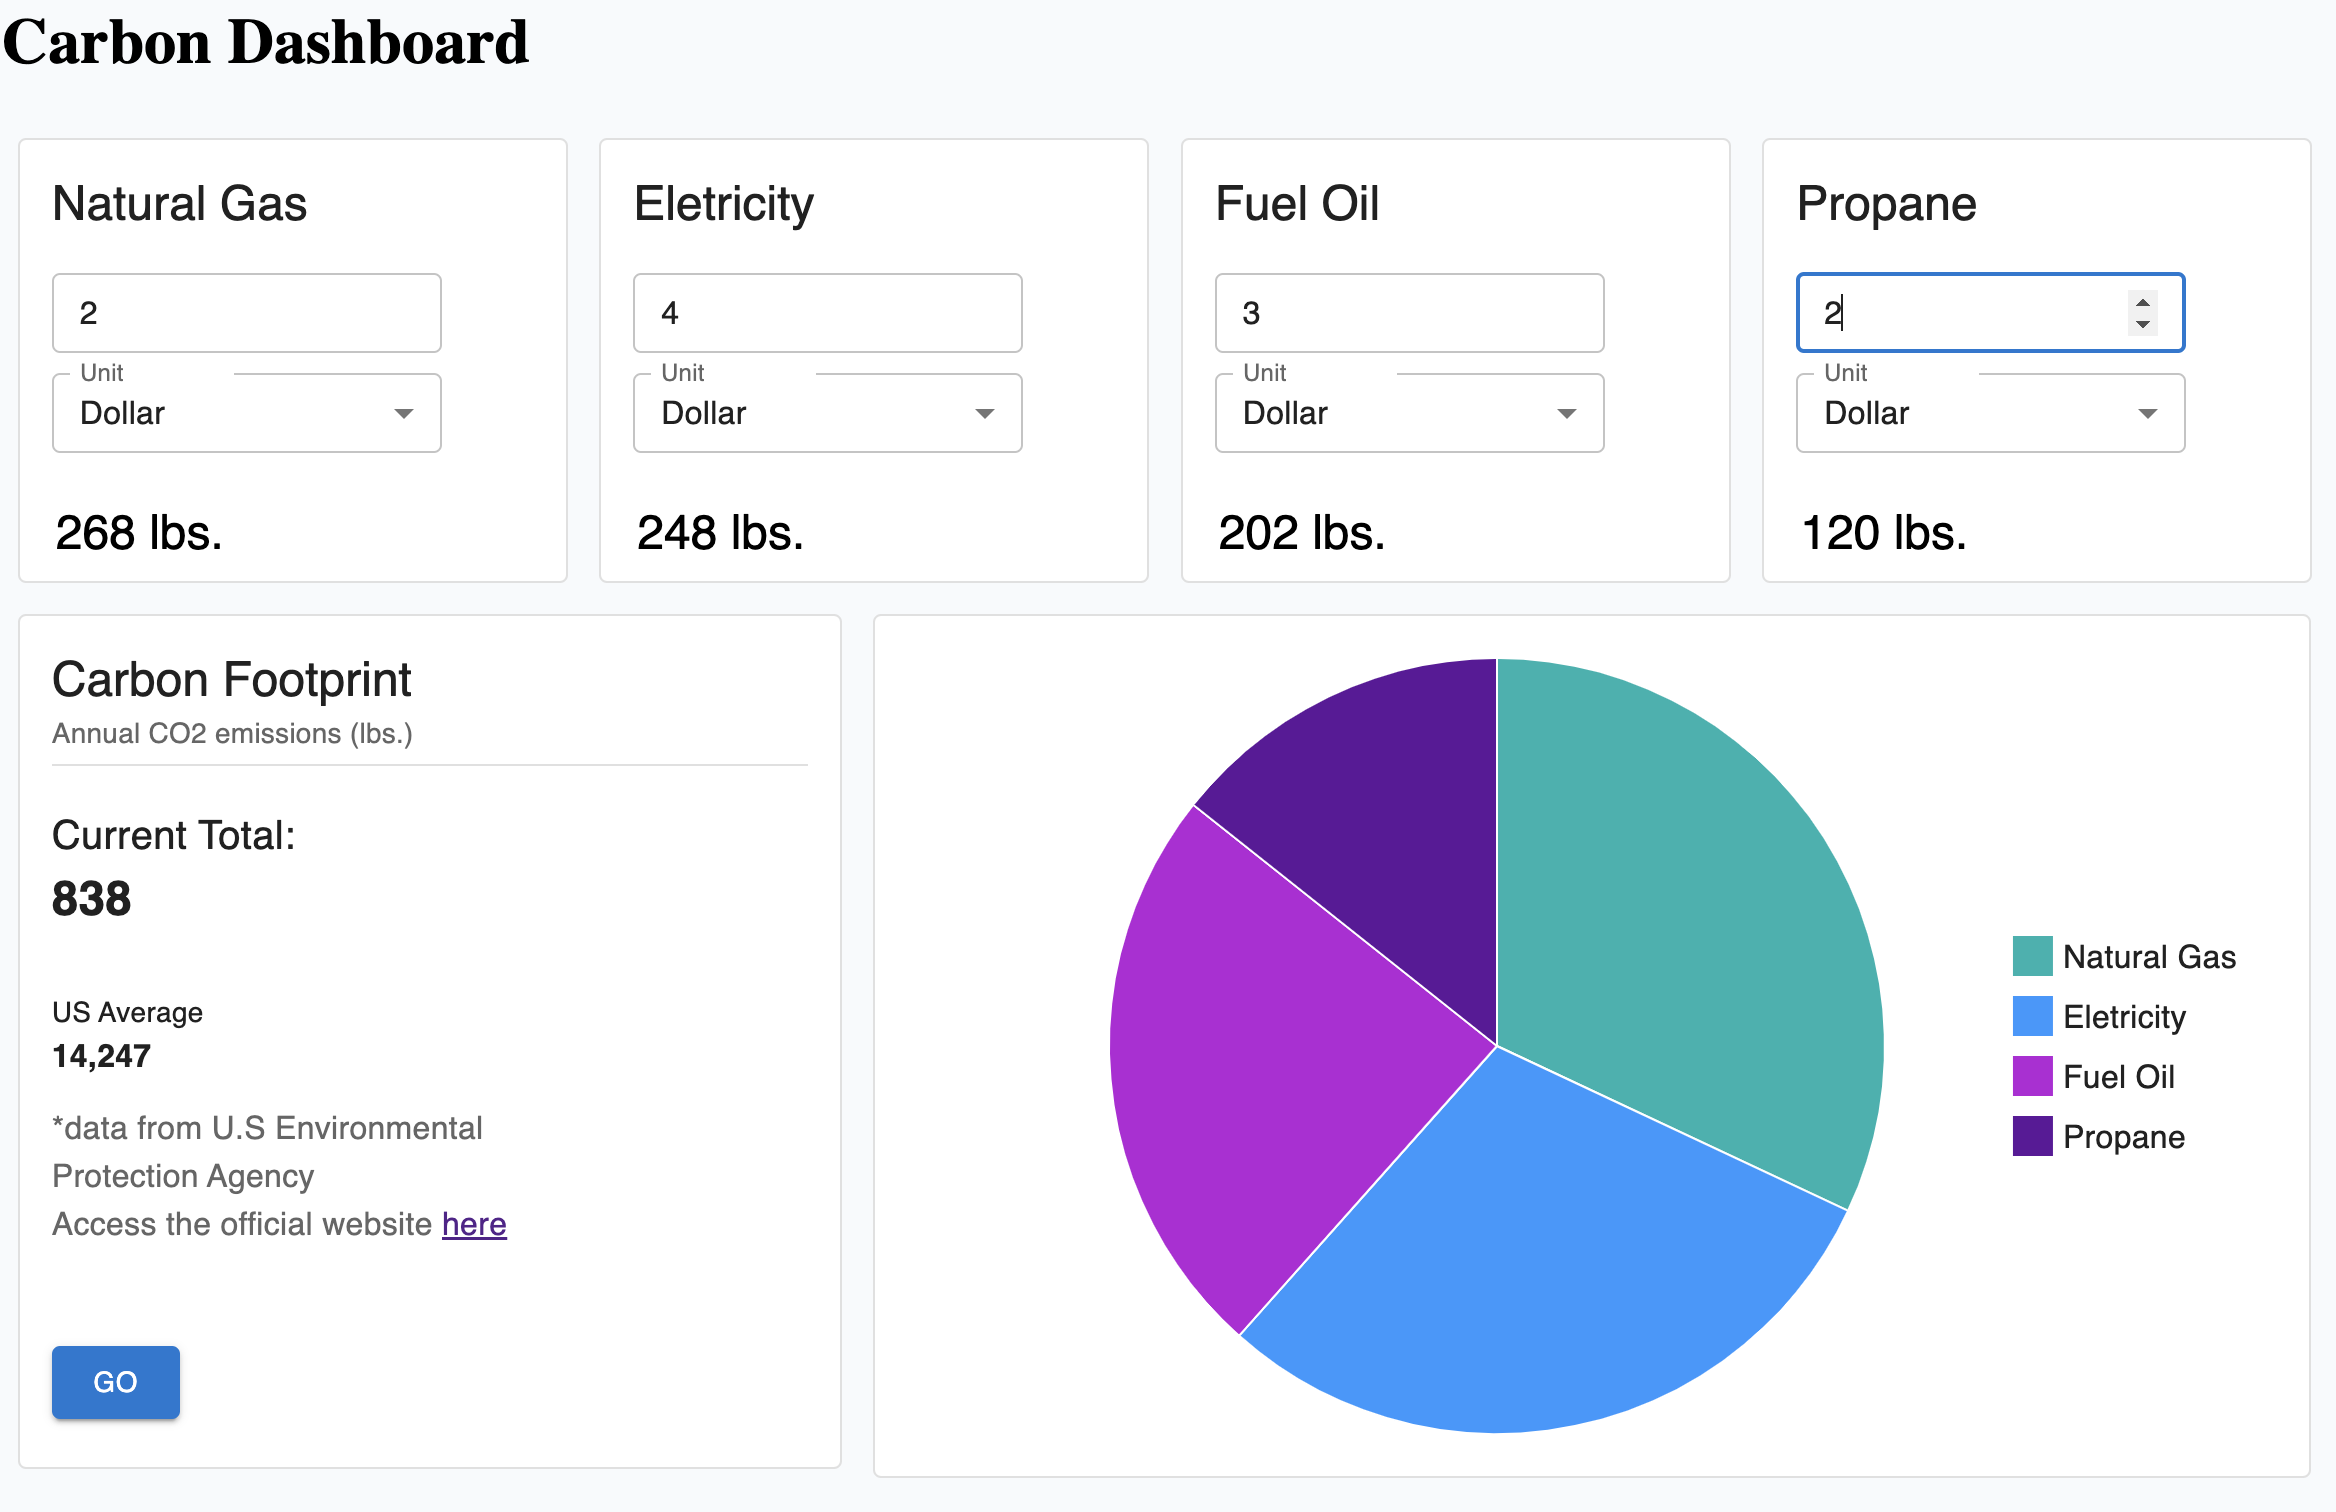 Carbon Dashboard
Natural Gas
2
Unit
Dollar
268 lbs.
Eletricity
4
Unit
Dollar
248 lbs.
Fuel Oil
3
Unit
Dollar
202 lbs.
Propane
2
Unit
Dollar
120 lbs.
Carbon Footprint
Annual CO2 emissions (lbs.)
Current Total:
838
US Average
14,247
*data from U.S Environmental
Protection Agency
Access the official website here
GO
Natural Gas
Eletricity
Fuel Oil
Propane